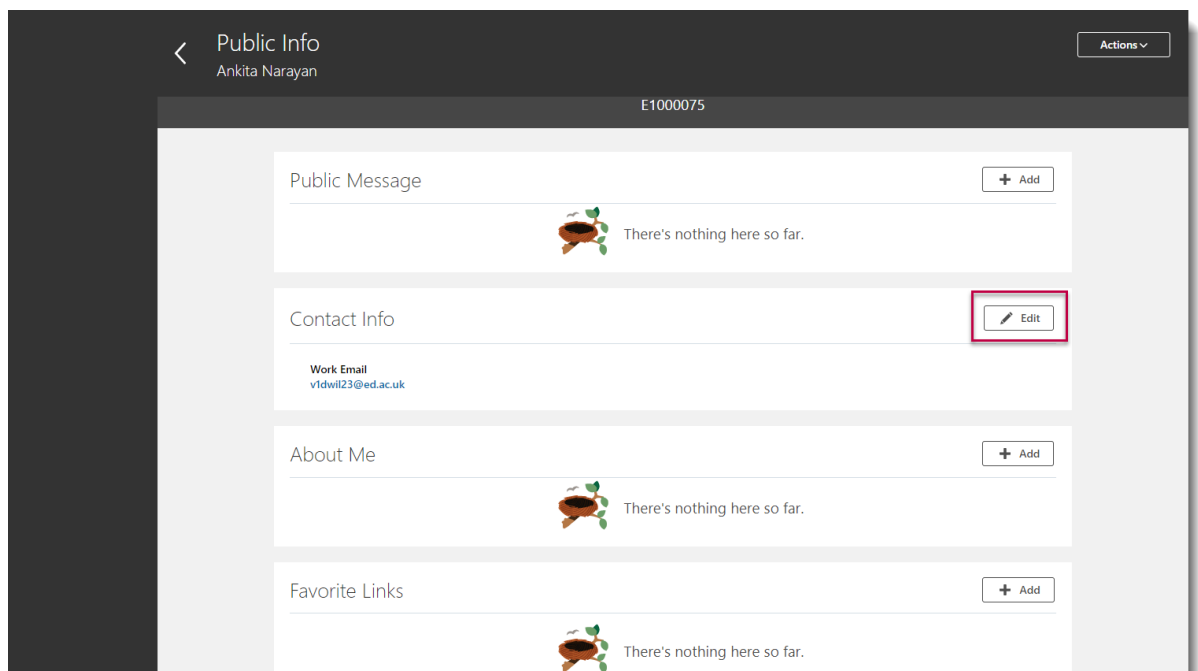 Public Info
Actions
Ankita Narayan
E1000075
Public Message
+ Add
There's nothing here so far.
Contact Info
Edit
Work Email
v1dwil23@ed.ac.uk
About Me
+ Add
There's nothing here so far.
Favorite Links
+ Add
There's nothing here so far.